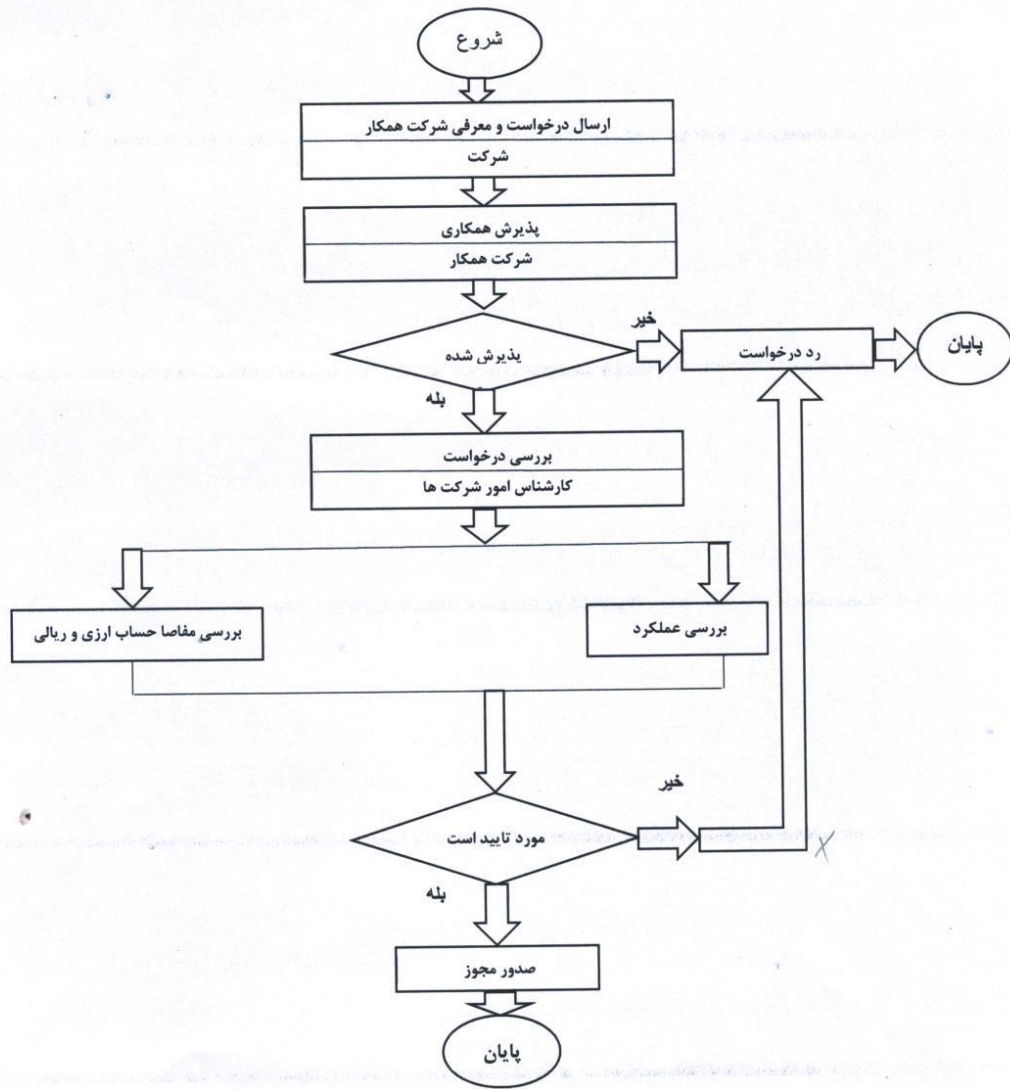 شروع
ارسال درخواست و معرفی شرکت همکار
شرکت
پذیرش همکاری
شرکت همکار
خیر
پذیرش شده
رد درخواست
پایان
بله
بررسی درخواست
کارشناس امور شرکت ها
بررسی عملکرد
بررسی مفاصا حساب ارزی و ریالی
خیر
مورد تایید است
بله
صدور مجوز
پایان